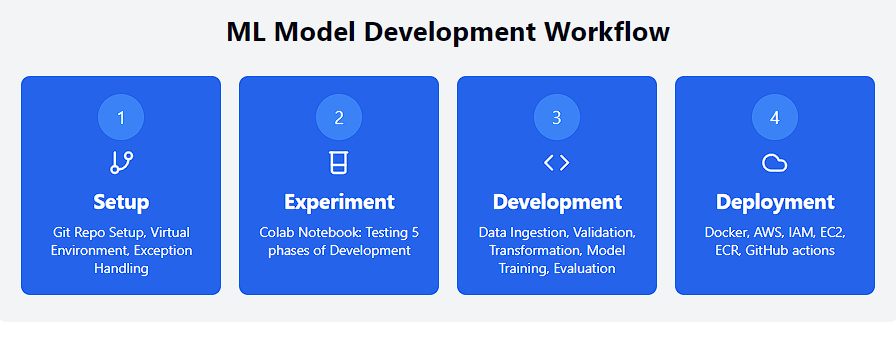 ML Model Development Workflow
1
Setup
Git Repo Setup, Virtual
Environment, Exception
Handling
2
Experiment
Colab Notebook: Testing 5
phases of Development
3
Development
Data Ingestion, Validation,
Transformation, Model
Training, Evaluation
4
Deployment
Docker, AWS, IAM, EC2,
ECR, GitHub actions